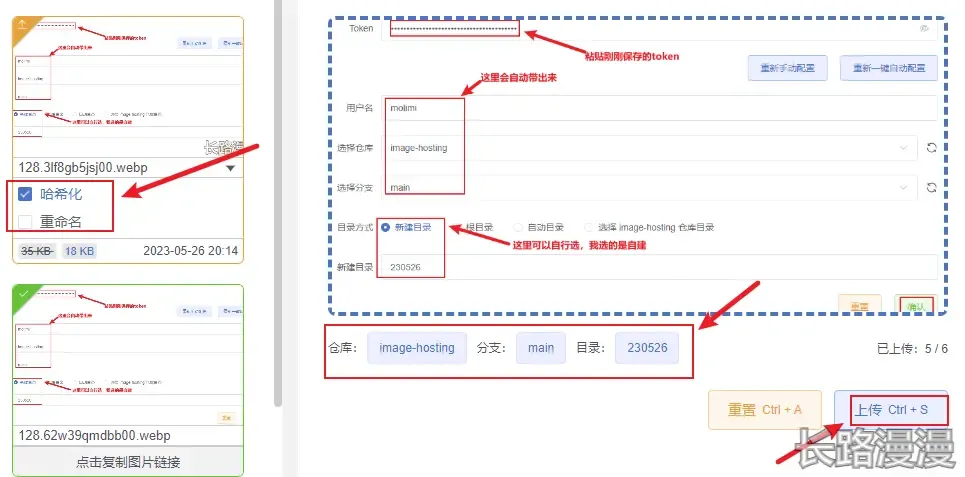 128.3lf8gb5jsj00.webp
哈希化
重命名
35 KB 18 KB 2023-05-26 20:14
128.62w39qmdbb00.webp
点击复制图片链接
Token
粘贴刚刚保存的token
这里会自动带出来
重新手动配置 重新一键自动配置
用户名 molimi
选择仓库 image-hosting
选择分支 main
目录方式 新建目录 根目录 自动目录 选择 image-hosting 仓库目录
这里可以自行选，我选的是自建
新建目录 230526
重置 确认
仓库： image-hosting 分支： main 目录： 230526
已上传：5 / 6
重置 Ctrl + A 上传 Ctrl + S
长路漫漫